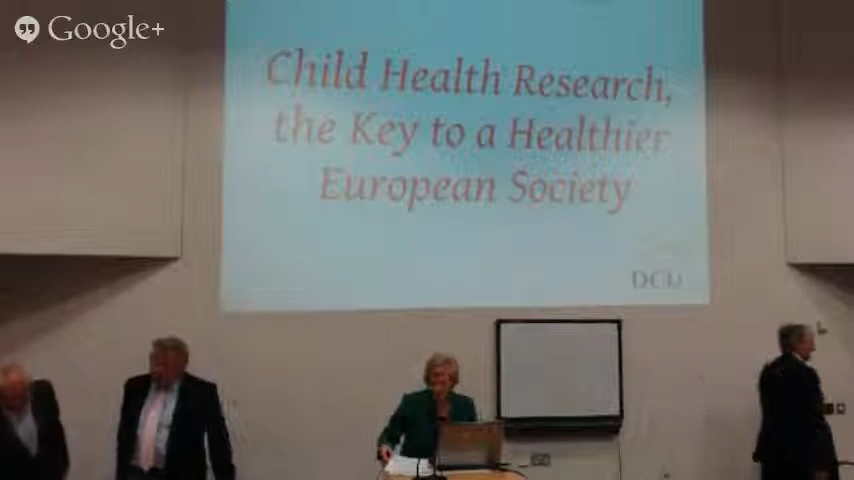 Google+
Child Health Research,
the Key to a Healthier
European Society
DCU